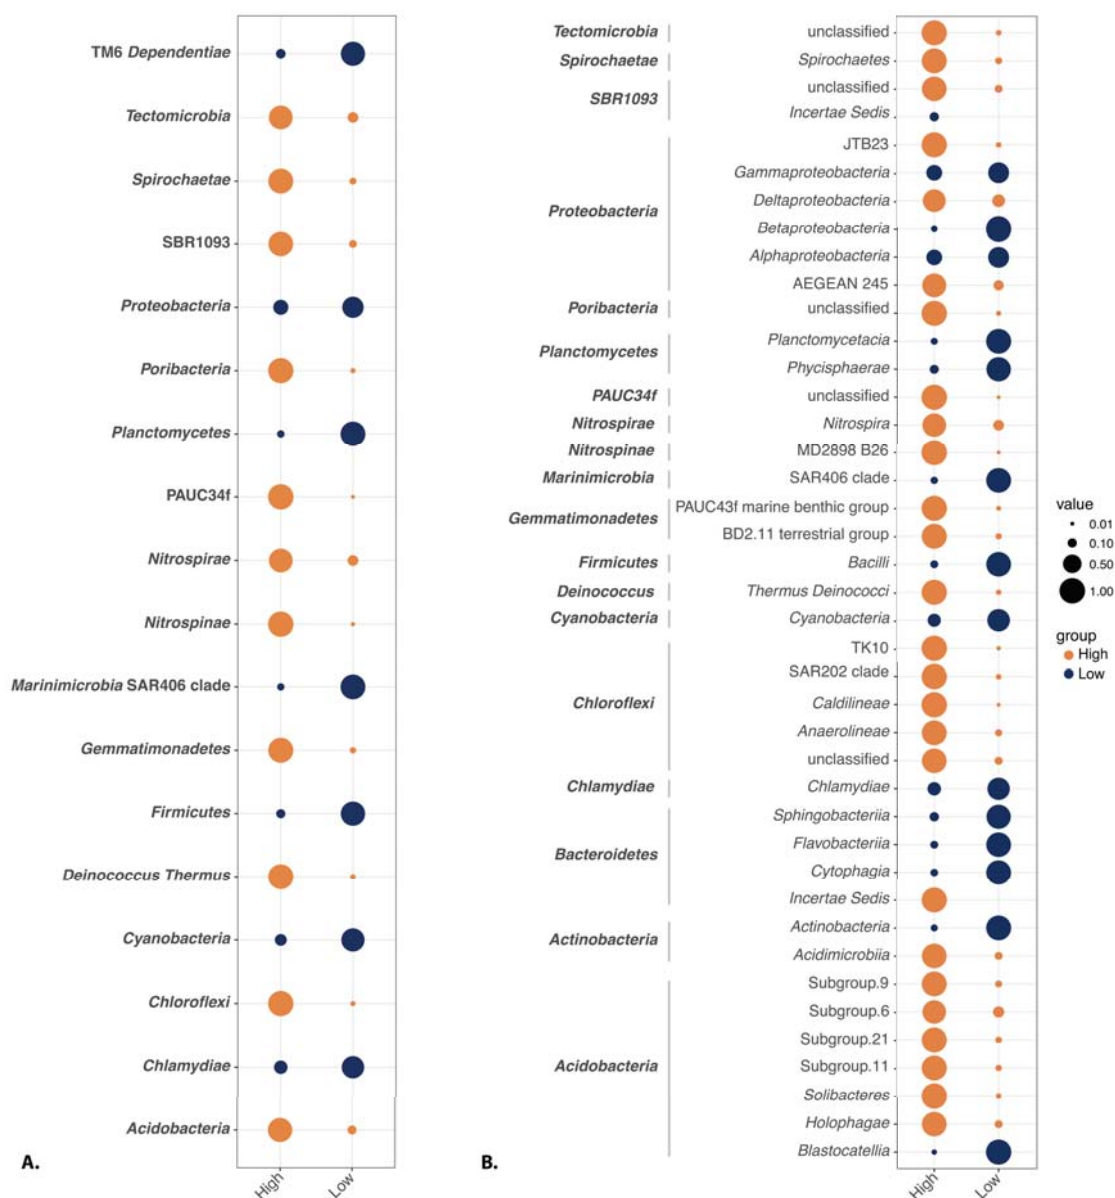 TM6 Dependentiae
Tectomicrobia
Spirochaetae
SBR1093
Proteobacteria
Poribacteria
Planctomycetes
PAUC34f
Nitrospirae
Nitrospinae
Marinimicrobia SAR406 clade
Gemmatimonadetes
Firmicutes
Deinococcus Thermus
Cyanobacteria
Chloroflexi
Chlamydiae
Acidobacteria
High
Low
A.
Tectomicrobia
unclassified
Spirochaetae
Spirochaetes
SBR1093
unclassified
Incertae Sedis
Proteobacteria
JTB23
Gammaproteobacteria
Deltaproteobacteria
Betaproteobacteria
Alphaproteobacteria
AEGEAN 245
Poribacteria
unclassified
Planctomycetes
Planctomycetacia
Phycisphaerae
PAUC34f
unclassified
Nitrospirae
Nitrospira
Nitrospinae
MD2898 B26
Marinimicrobia
SAR406 clade
Gemmatimonadetes
PAUC43f marine benthic group
BD2.11 terrestrial group
Firmicutes
Bacilli
Deinococcus
Thermus Deinococci
Cyanobacteria
Cyanobacteria
Chloroflexi
TK10
SAR202 clade
Caldilineae
Anaerolineae
unclassified
Chlamydiae
Chlamydiae
Bacteroidetes
Sphingobacteriia
Flavobacteriia
Cytophagia
Incertae Sedis
Actinobacteria
Actinobacteria
Acidimicrobiia
Acidobacteria
Subgroup.9
Subgroup.6
Subgroup.21
Subgroup.11
Solibacteres
Holophagae
Blastocatellia
High
Low
B.
value
0.01
0.10
0.50
1.00
group
High
Low